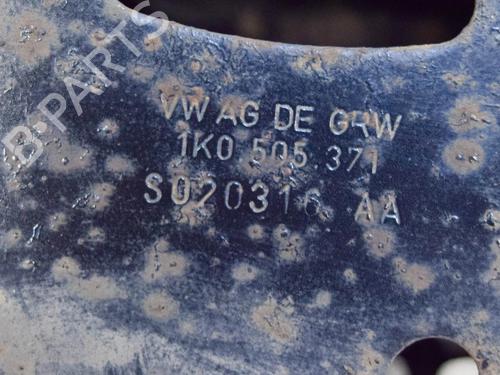 B-PARTS
VW AG DE GRW
1K0 505 371
S020316 AA